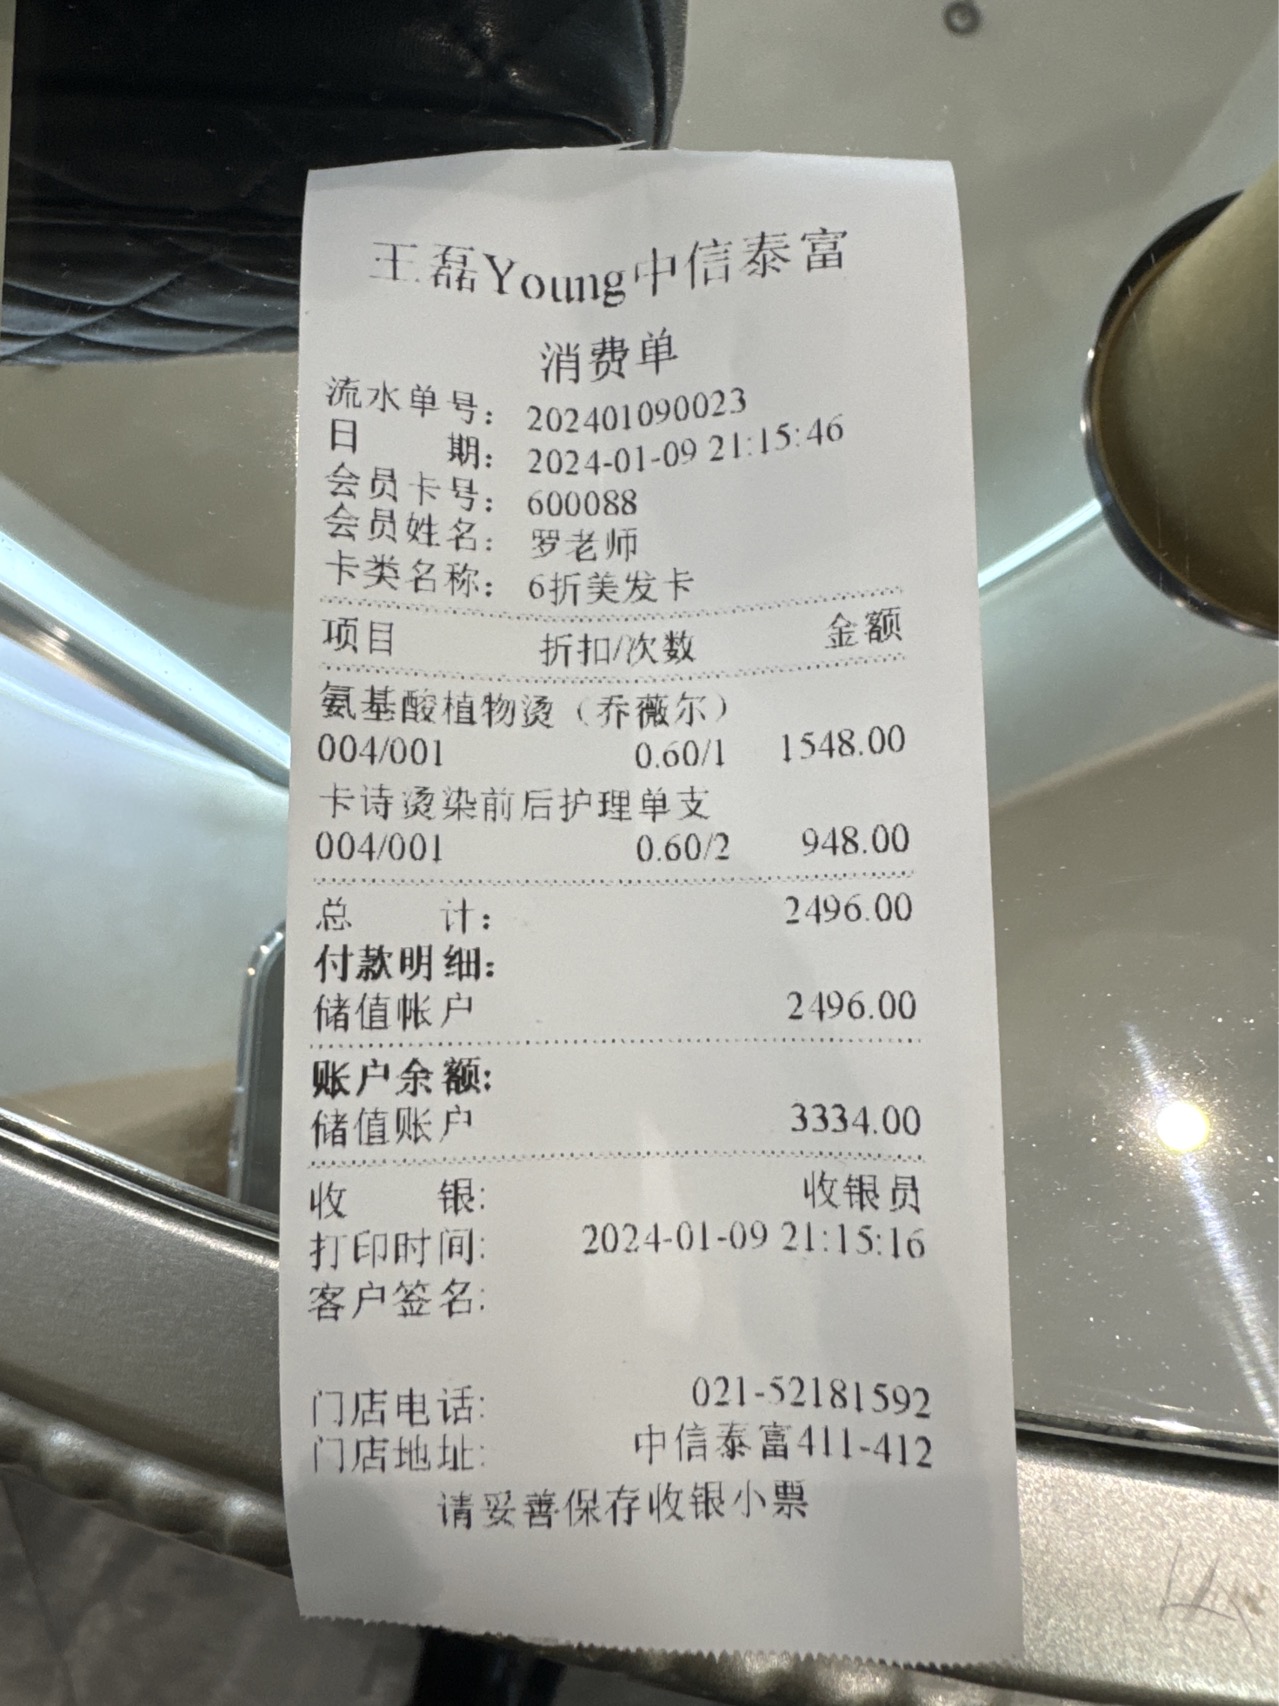 王磊Young中信泰富
消费单
流水单号： 202401090023
日 期： 2024-01-09 21:15:46
会员卡号： 600088
会员姓名： 罗老师
卡类名称： 6折美发卡
项目 折扣/次数 金额
氨基酸植物烫（乔薇尔）
004/001 0.60/1 1548.00
卡诗烫染前后护理单支
004/001 0.60/2 948.00
总 计： 2496.00
付款明细：
储值帐户 2496.00
账户余额:
储值账户 3334.00
收 银: 收银员
打印时间: 2024-01-09 21:15:16
客户签名:
门店电话: 021-52181592
门店地址: 中信泰富411-412
请妥善保存收银小票